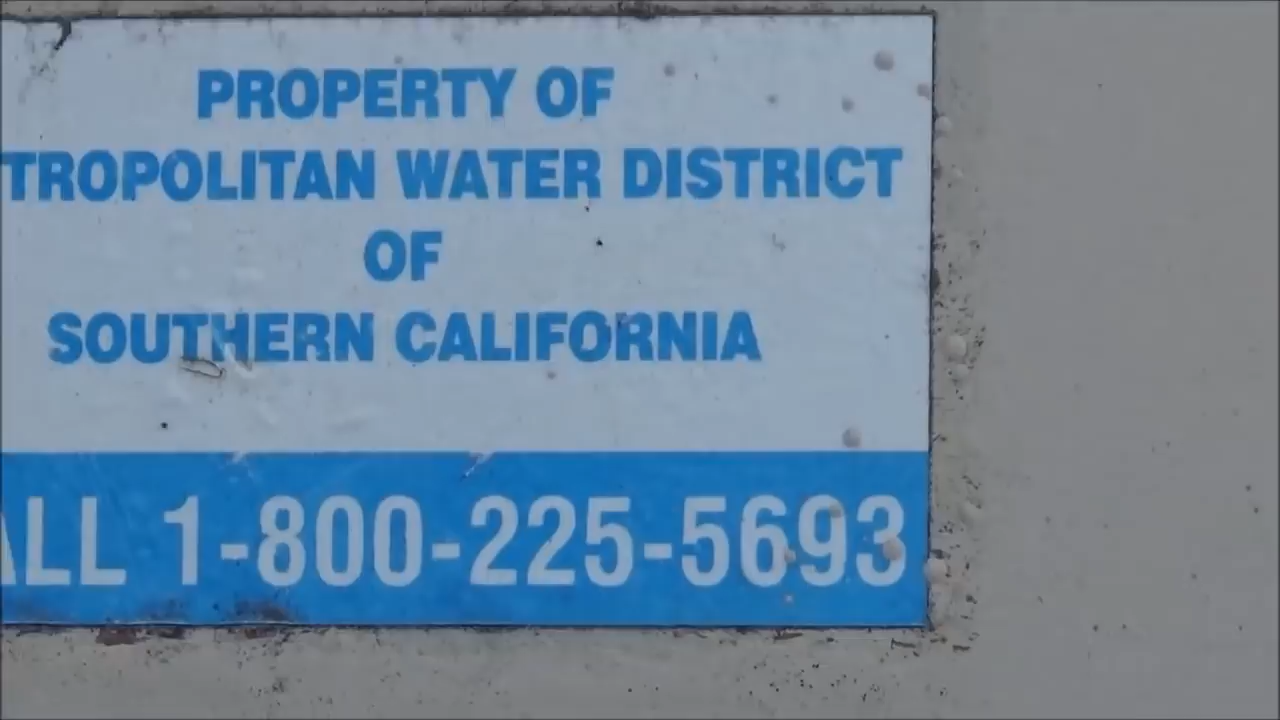 PROPERTY OF
TROPOLITAN WATER DISTRICT
OF
SOUTHERN CALIFORNIA
ALL 1-800-225-5693